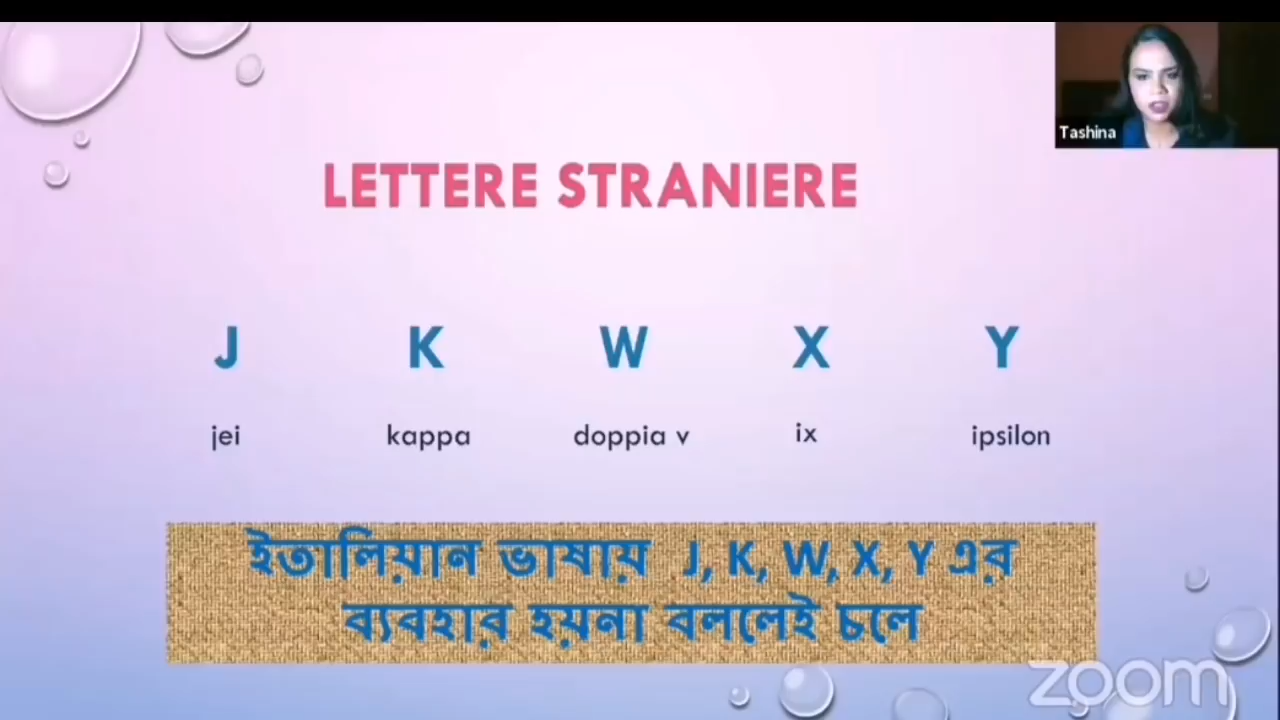 Tashina
LETTERE STRANIERE
J K W X Y
jei kappa doppia v ix ipsilon
ইতালিয়ান ভাষায় J, K, W, X, Y এর
ব্যবহার হয়না বললেই চলে
zoom